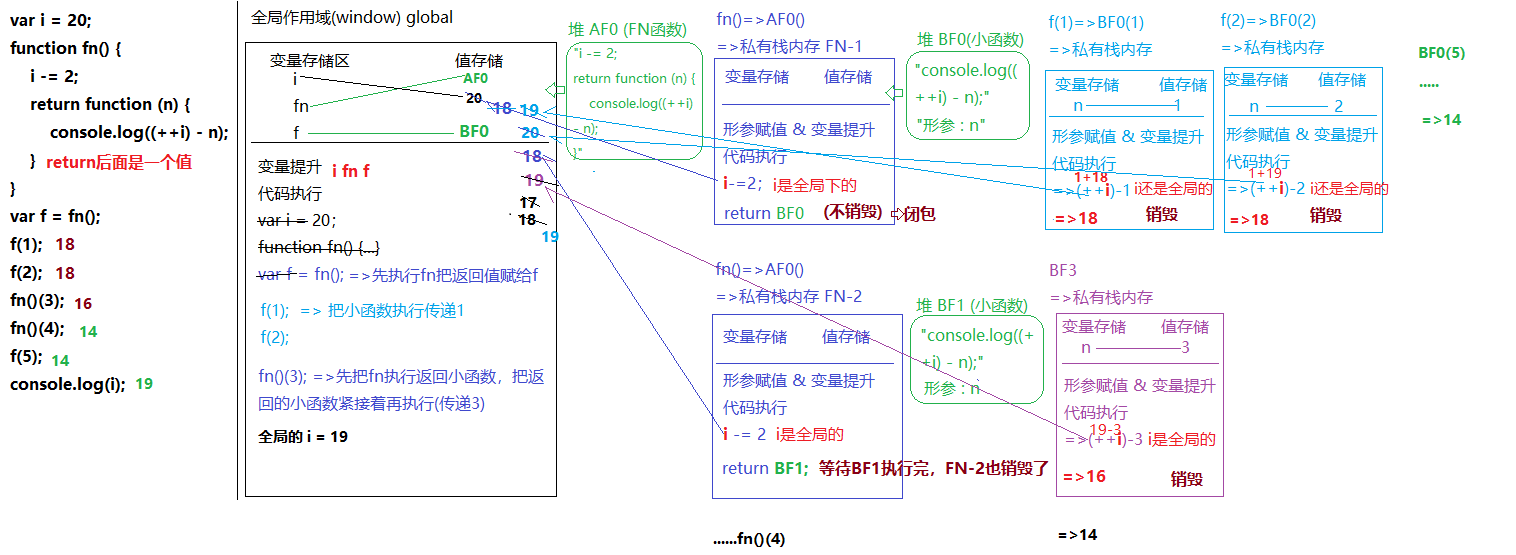 var i = 20;
function fn() {
i -= 2;
return function (n) {
console.log((++i) - n);
} return后面是一个值
}
var f = fn();
f(1); 18
f(2); 18
fn()(3); 16
fn()(4); 14
f(5); 14
console.log(i); 19
全局作用域(window) global
变量存储区 值存储
i AF0
20
fn
f BF0
18 19
20
18
19
17
18
19
变量提升 i fn f
代码执行
var i = 20;
function fn() {...}
var f = fn(); =>先执行fn把返回值赋给f
f(1); => 把小函数执行传递1
f(2);
fn()(3); =>先把fn执行返回小函数，把返
回的小函数紧接着再执行(传递3)
全局的 i = 19
堆 AF0 (FN函数)
"i -= 2;
return function (n) {
console.log((++i)
- n);
}"
fn()=>AF0()
=>私有栈内存 FN-1
变量存储 值存储
形参赋值 & 变量提升
代码执行
i-=2; i是全局下的
return BF0 (不销毁) 闭包
堆 BF0(小函数)
"console.log((
++i) - n);"
"形参 : n"
f(1)=>BF0(1)
=>私有栈内存
变量存储 值存储
n 1
形参赋值 & 变量提升
代码执行
1+18
=>(++i)-1 i还是全局的
=>18 销毁
f(2)=>BF0(2)
=>私有栈内存
变量存储 值存储
n 2
形参赋值 & 变量提升
代码执行
1+19
=>(++i)-2 i还是全局的
=>18 销毁
BF0(5)
.....
=>14
fn()=>AF0()
=>私有栈内存 FN-2
变量存储 值存储
形参赋值 & 变量提升
代码执行
i -= 2 i是全局的
return BF1; 等待BF1执行完，FN-2也销毁了
堆 BF1 (小函数)
"console.log((+
+i) - n);"
形参 : n
BF3
=>私有栈内存
变量存储 值存储
n 3
形参赋值 & 变量提升
代码执行
19-3
=>(++i)-3 i是全局的
=>16 销毁
......fn()(4)
=>14